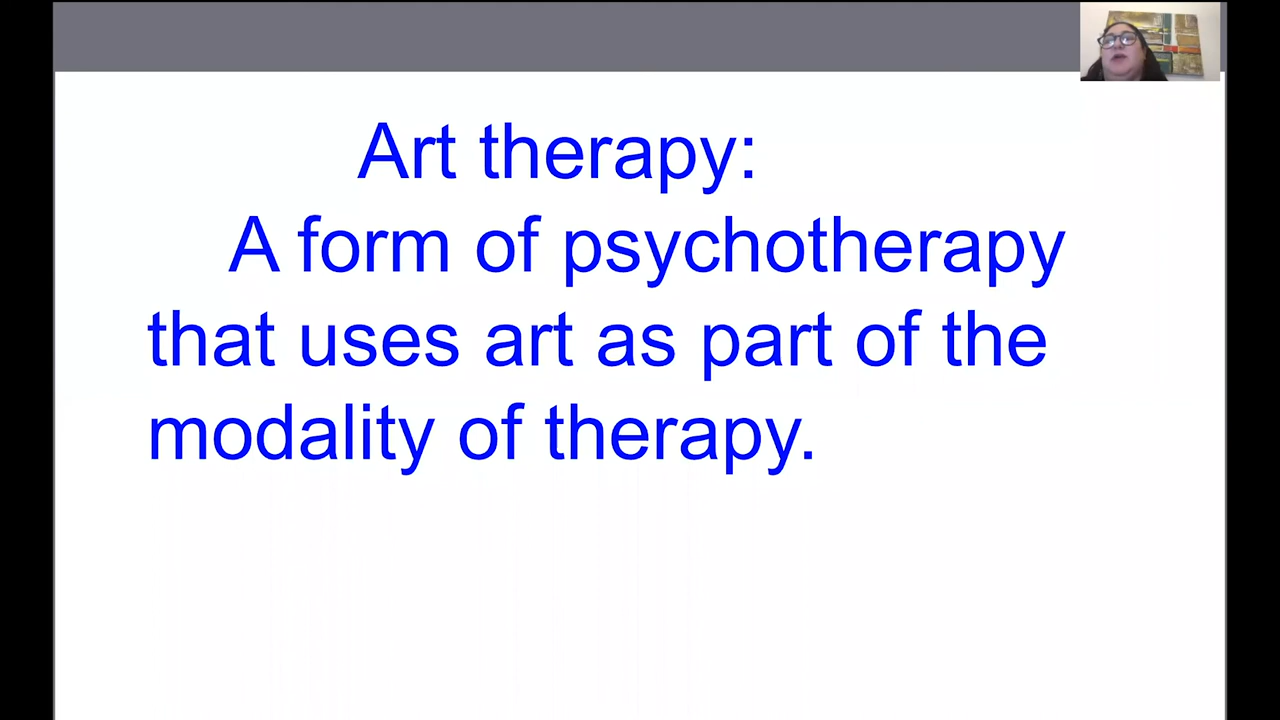 Art therapy:
A form of psychotherapy
that uses art as part of the
modality of therapy.